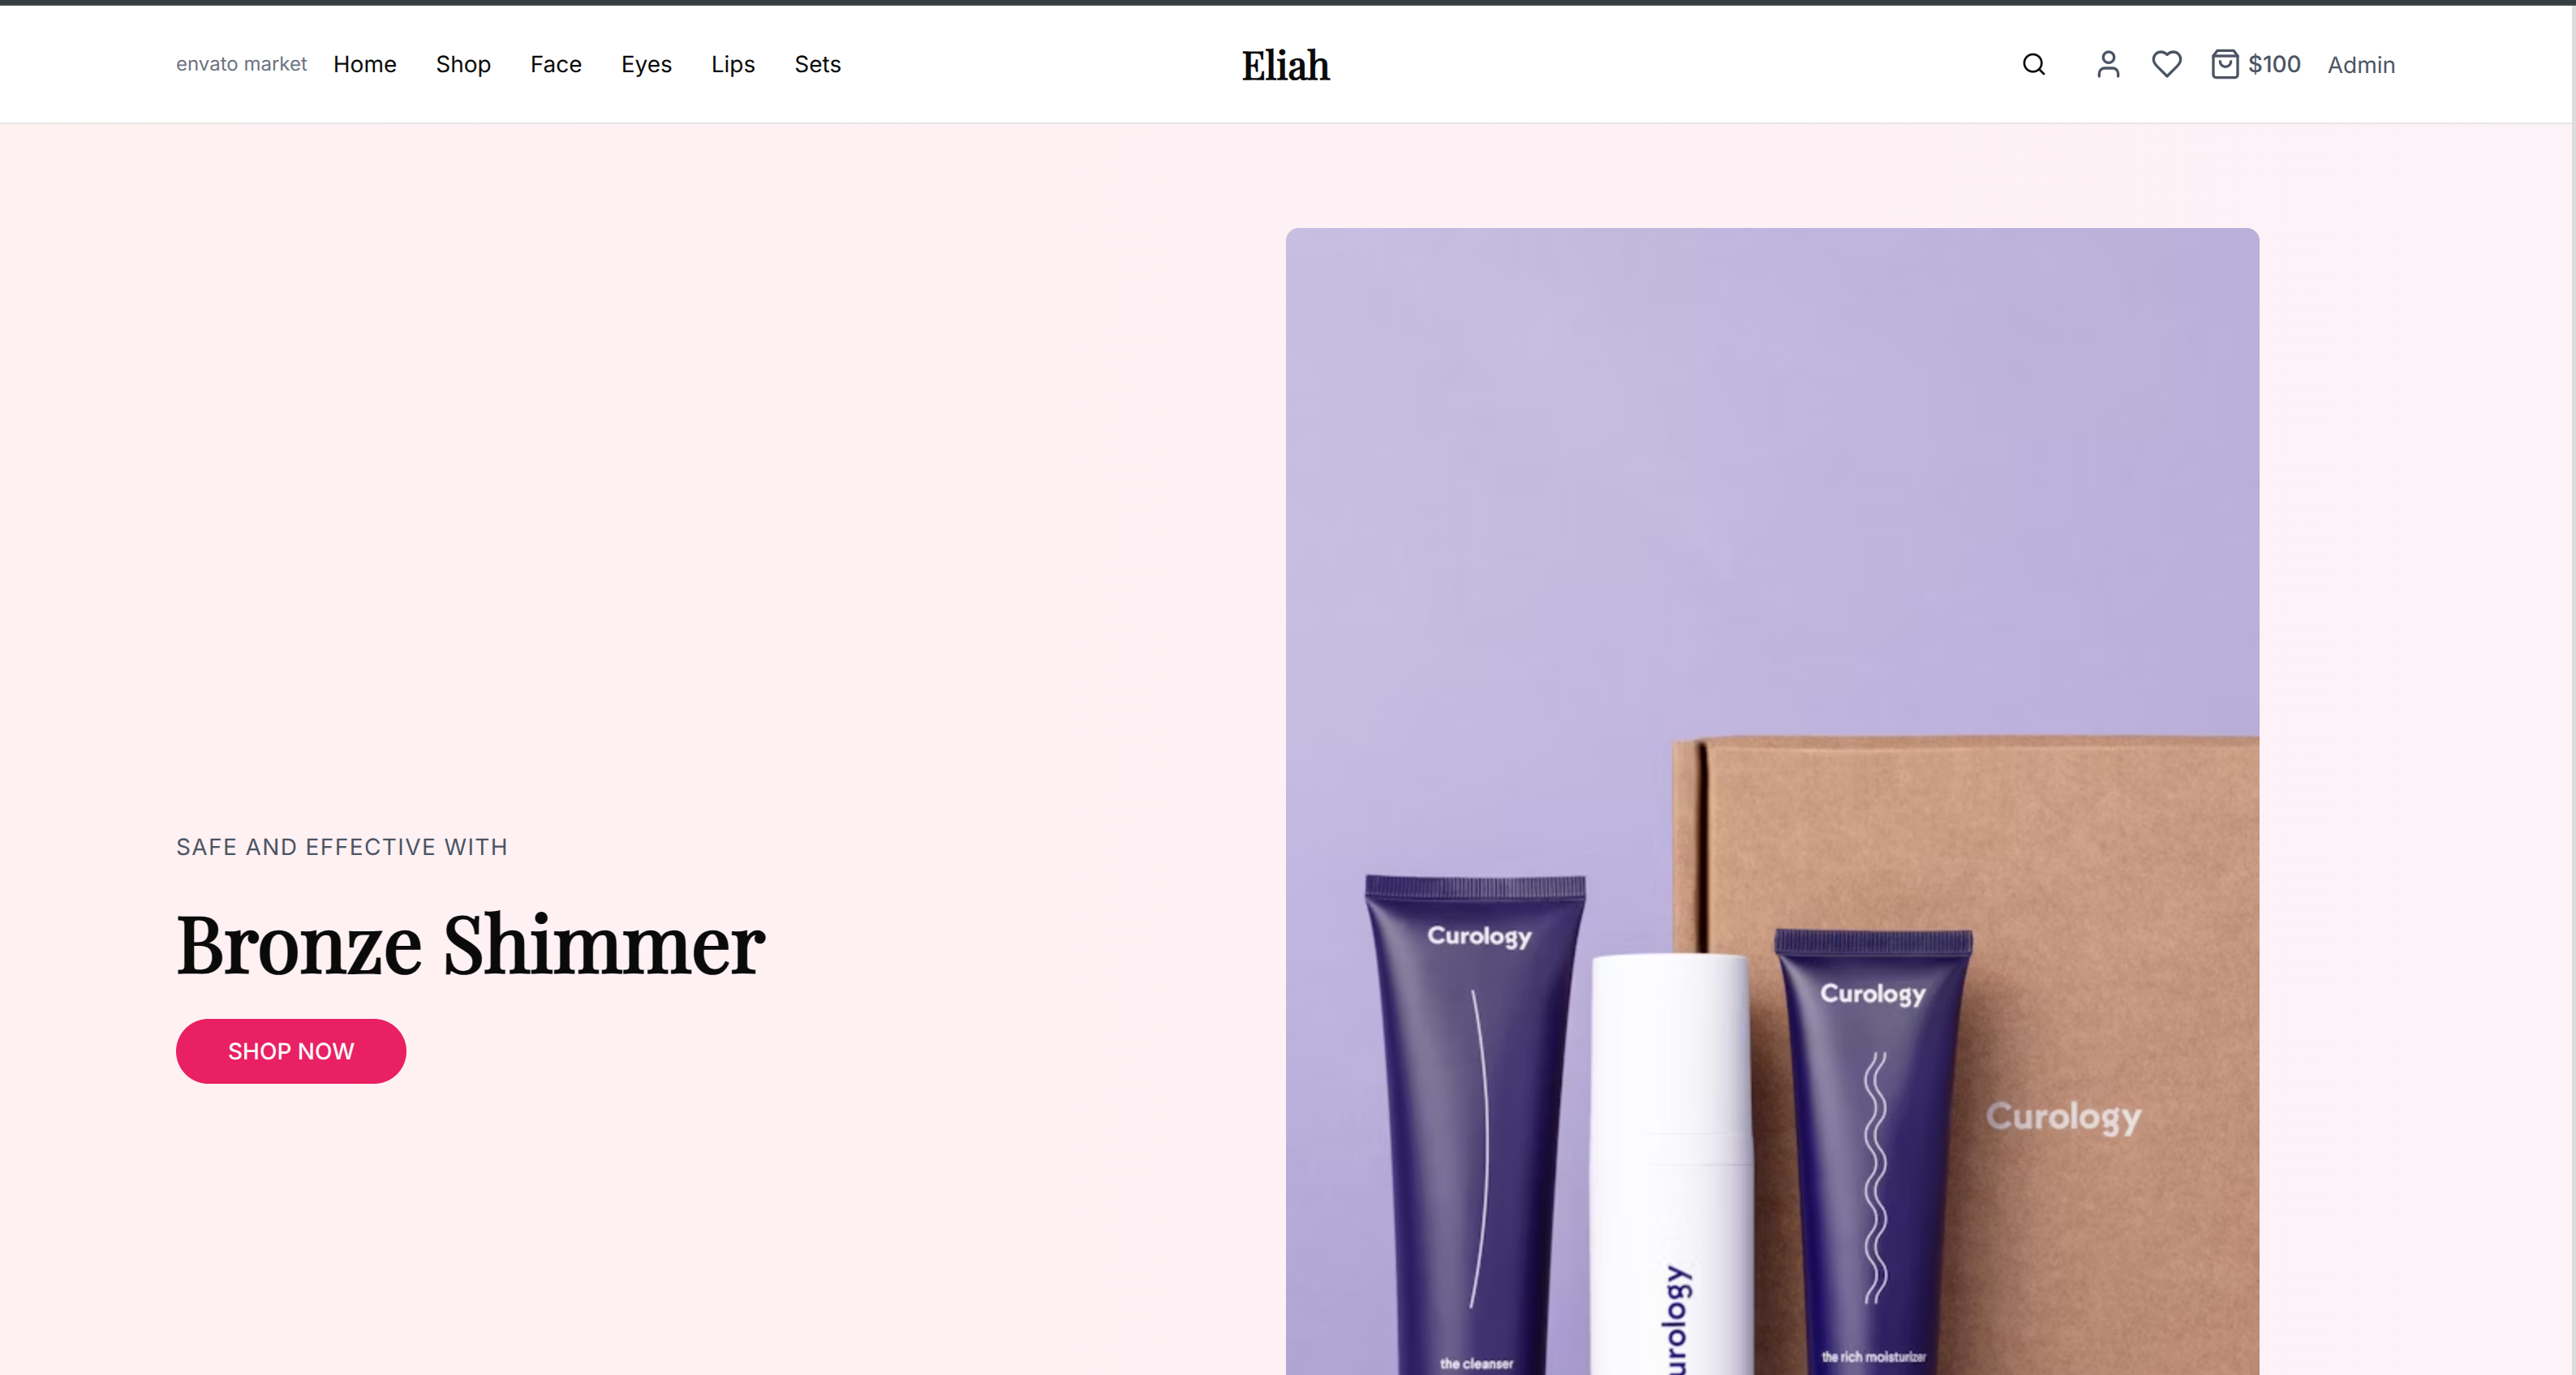 envato market Home Shop Face Eyes Lips Sets Eliah $100 Admin
SAFE AND EFFECTIVE WITH
Bronze Shimmer
SHOP NOW
Curology
Curology
Curology
urology
the cleanser
the rich moisturizer